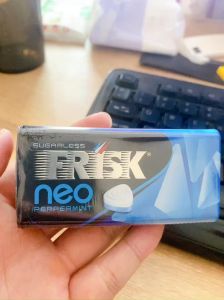 SUGARLESS
FRISK®
neo
PEPPERMINT